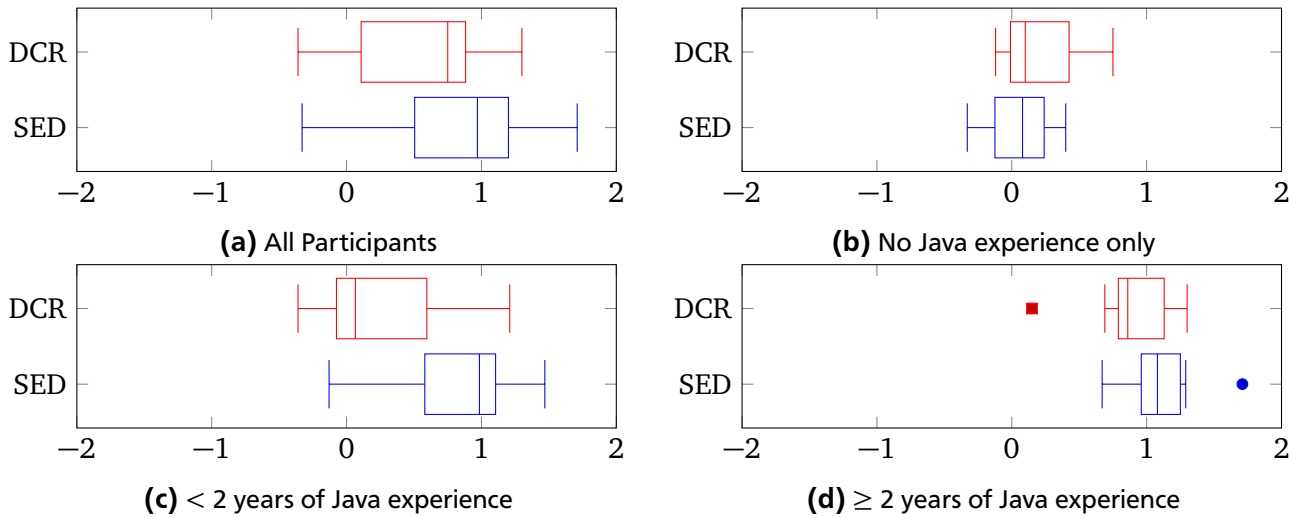 DCR
DCR
SED
SED
−2 −1 0 1 2
−2 −1 0 1 2
(a) All Participants
(b) No Java experience only
DCR
DCR
SED
SED
−2 −1 0 1 2
−2 −1 0 1 2
(c) < 2 years of Java experience
(d) ≥ 2 years of Java experience